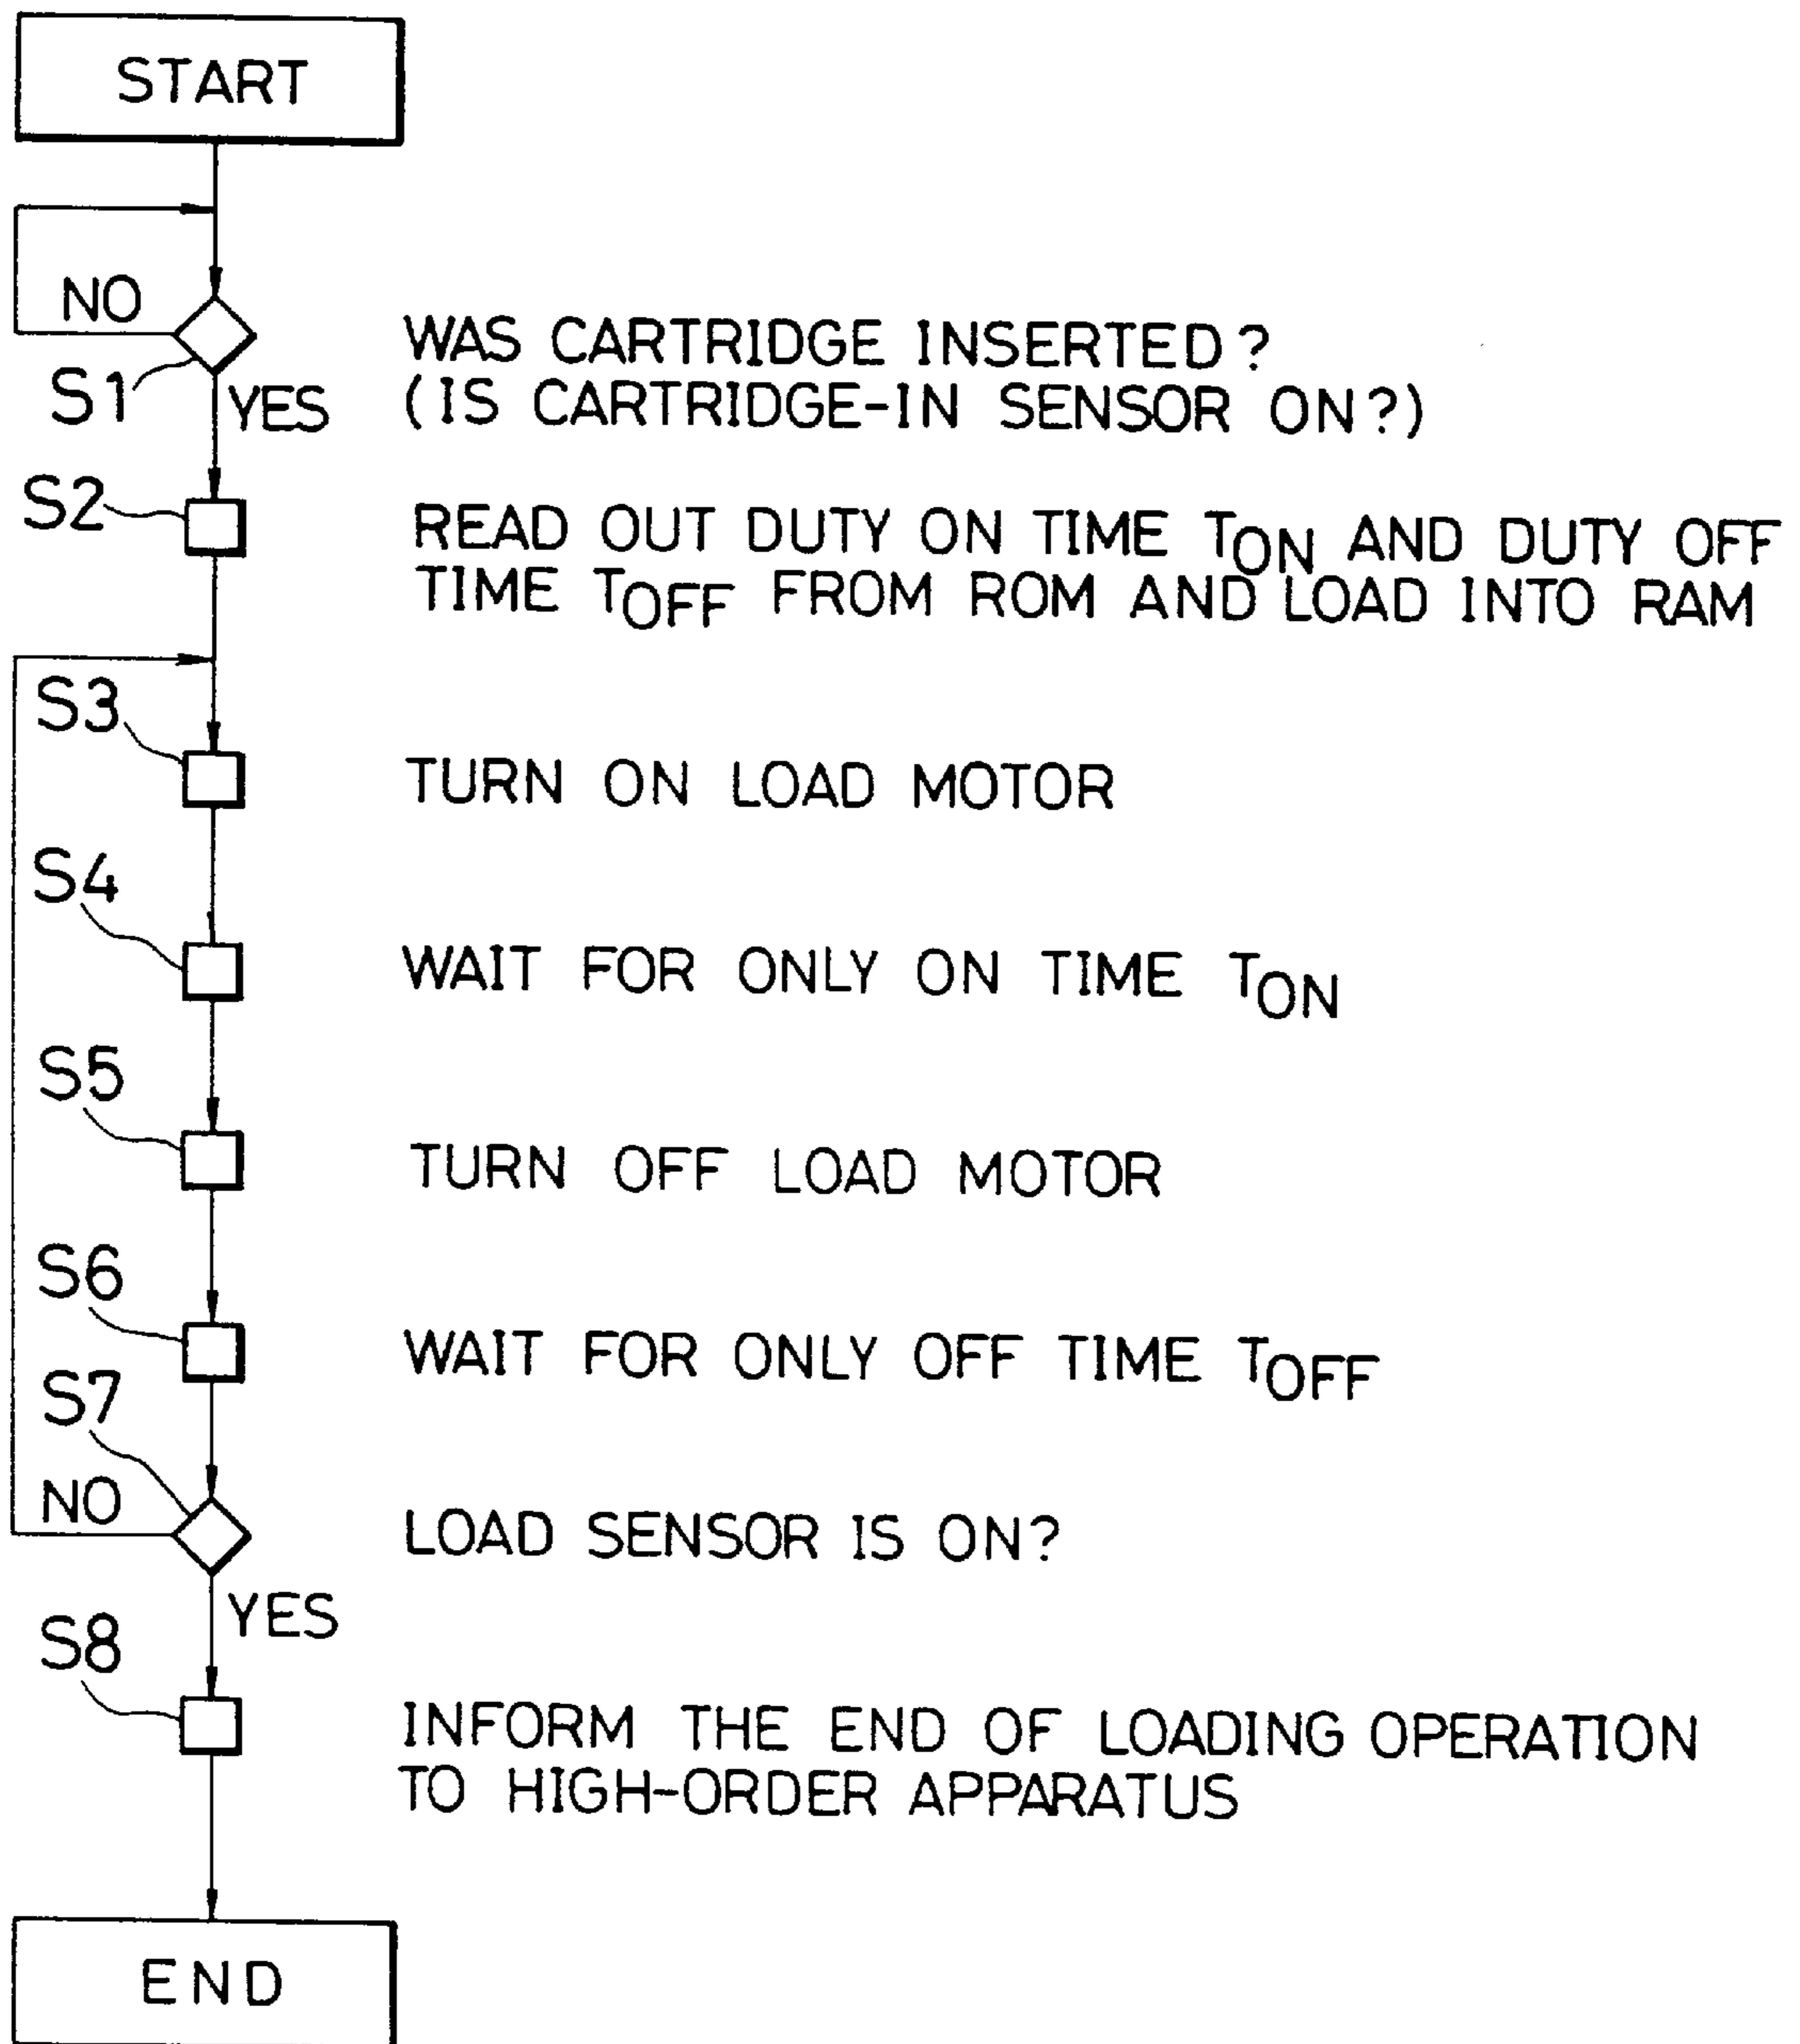 START
NO
S1
YES
WAS CARTRIDGE INSERTED?
(IS CARTRIDGE-IN SENSOR ON?)
S2
READ OUT DUTY ON TIME TON AND DUTY OFF
TIME TOFF FROM ROM AND LOAD INTO RAM
S3
TURN ON LOAD MOTOR
S4
WAIT FOR ONLY ON TIME TON
S5
TURN OFF LOAD MOTOR
S6
WAIT FOR ONLY OFF TIME TOFF
S7
NO
LOAD SENSOR IS ON?
YES
S8
INFORM THE END OF LOADING OPERATION
TO HIGH-ORDER APPARATUS
END